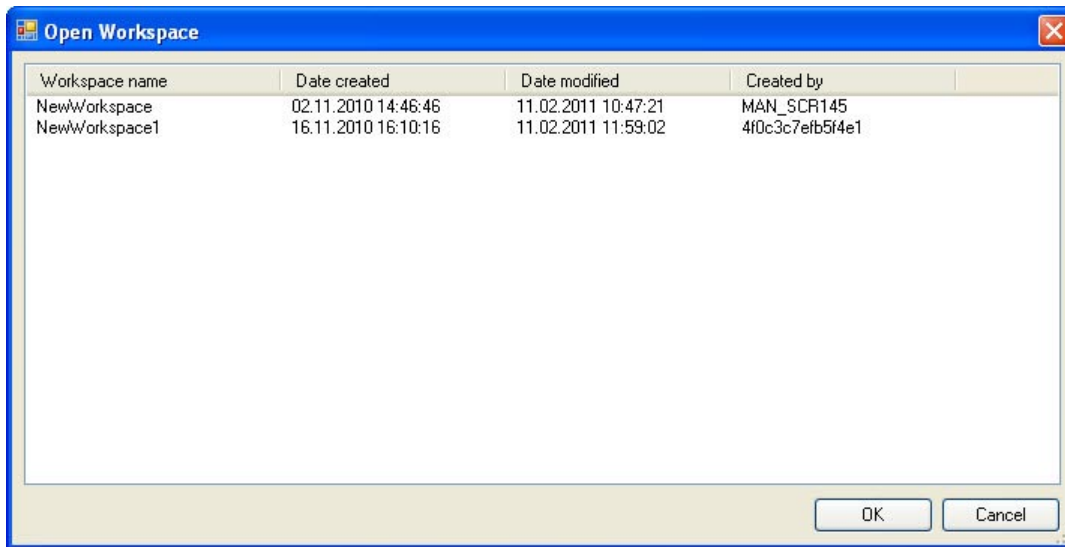 Open Workspace
Workspace name Date created Date modified Created by
NewWorkspace 02.11.2010 14:46:46 11.02.2011 10:47:21 MAN_SCR145
NewWorkspace1 16.11.2010 16:10:16 11.02.2011 11:59:02 4f0c3c7efb5f4e1
OK Cancel